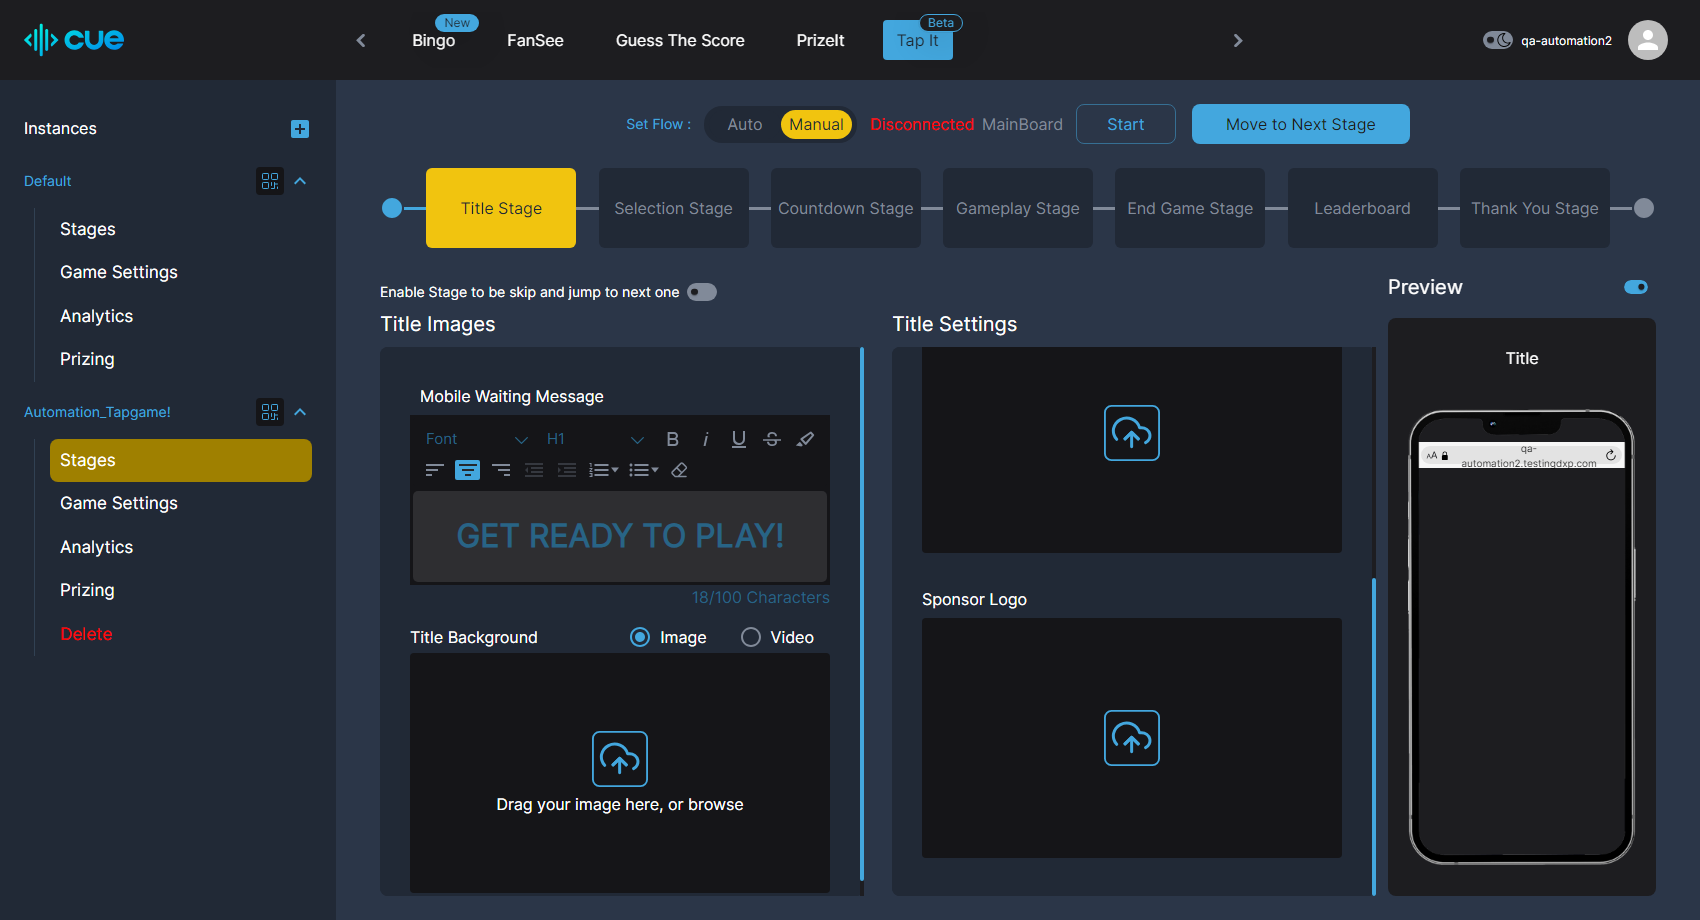 cue
New
Bingo
FanSee
Guess The Score
PrizeIt
Beta
Tap It
qa-automation2
Instances
Default
Stages
Game Settings
Analytics
Prizing
Automation_Tapgame!
Stages
Game Settings
Analytics
Prizing
Delete
Set Flow :
Auto
Manual
Disconnected MainBoard
Start
Move to Next Stage
Title Stage
Selection Stage
Countdown Stage
Gameplay Stage
End Game Stage
Leaderboard
Thank You Stage
Enable Stage to be skip and jump to next one
Title Images
Mobile Waiting Message
Font
H1
B
i
U
S
GET READY TO PLAY!
18/100 Characters
Title Background
Image
Video
Drag your image here, or browse
Title Settings
Sponsor Logo
Preview
Title
AA
qa-
automation2.testingdxp.com